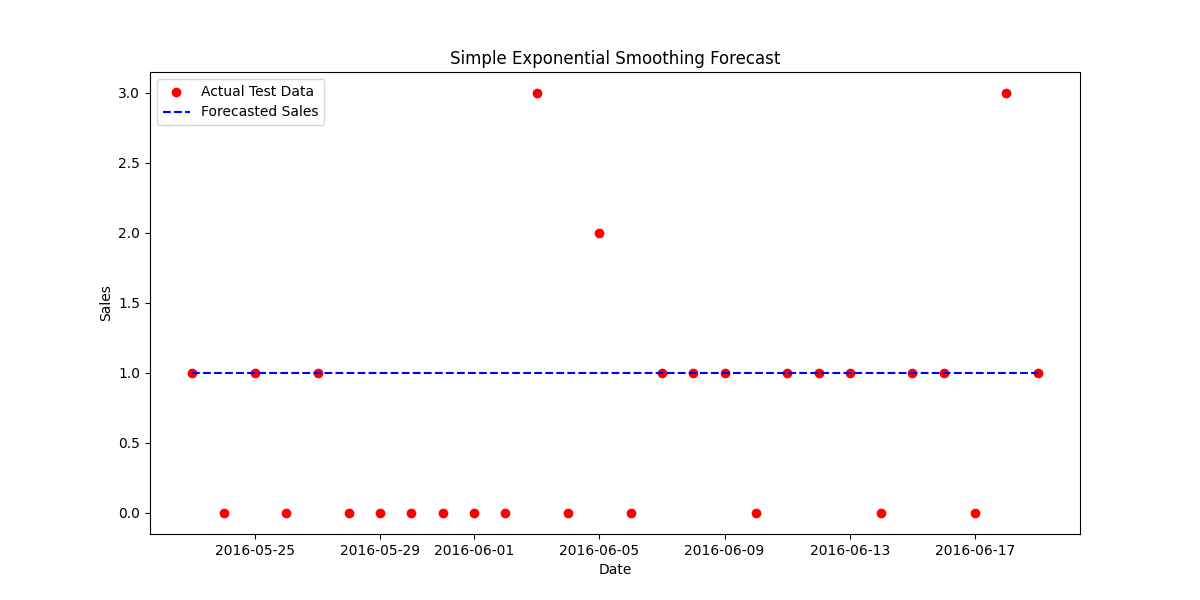 Simple Exponential Smoothing Forecast
Actual Test Data
Forecasted Sales
3.0
2.5
2.0
1.5
1.0
0.5
0.0
Sales
2016-05-25 2016-05-29 2016-06-01 2016-06-05 2016-06-09 2016-06-13 2016-06-17
Date